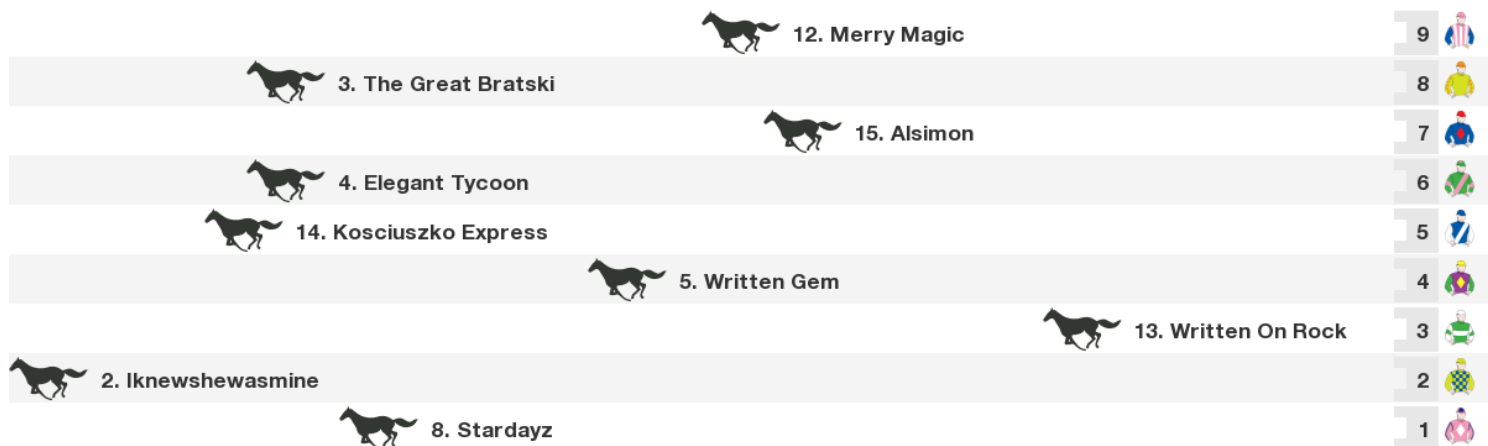 12. Merry Magic 9
3. The Great Bratski 8
15. Alsimon 7
4. Elegant Tycoon 6
14. Kosciuszko Express 5
5. Written Gem 4
13. Written On Rock 3
2. Iknewshewasmine 2
8. Stardayz 1